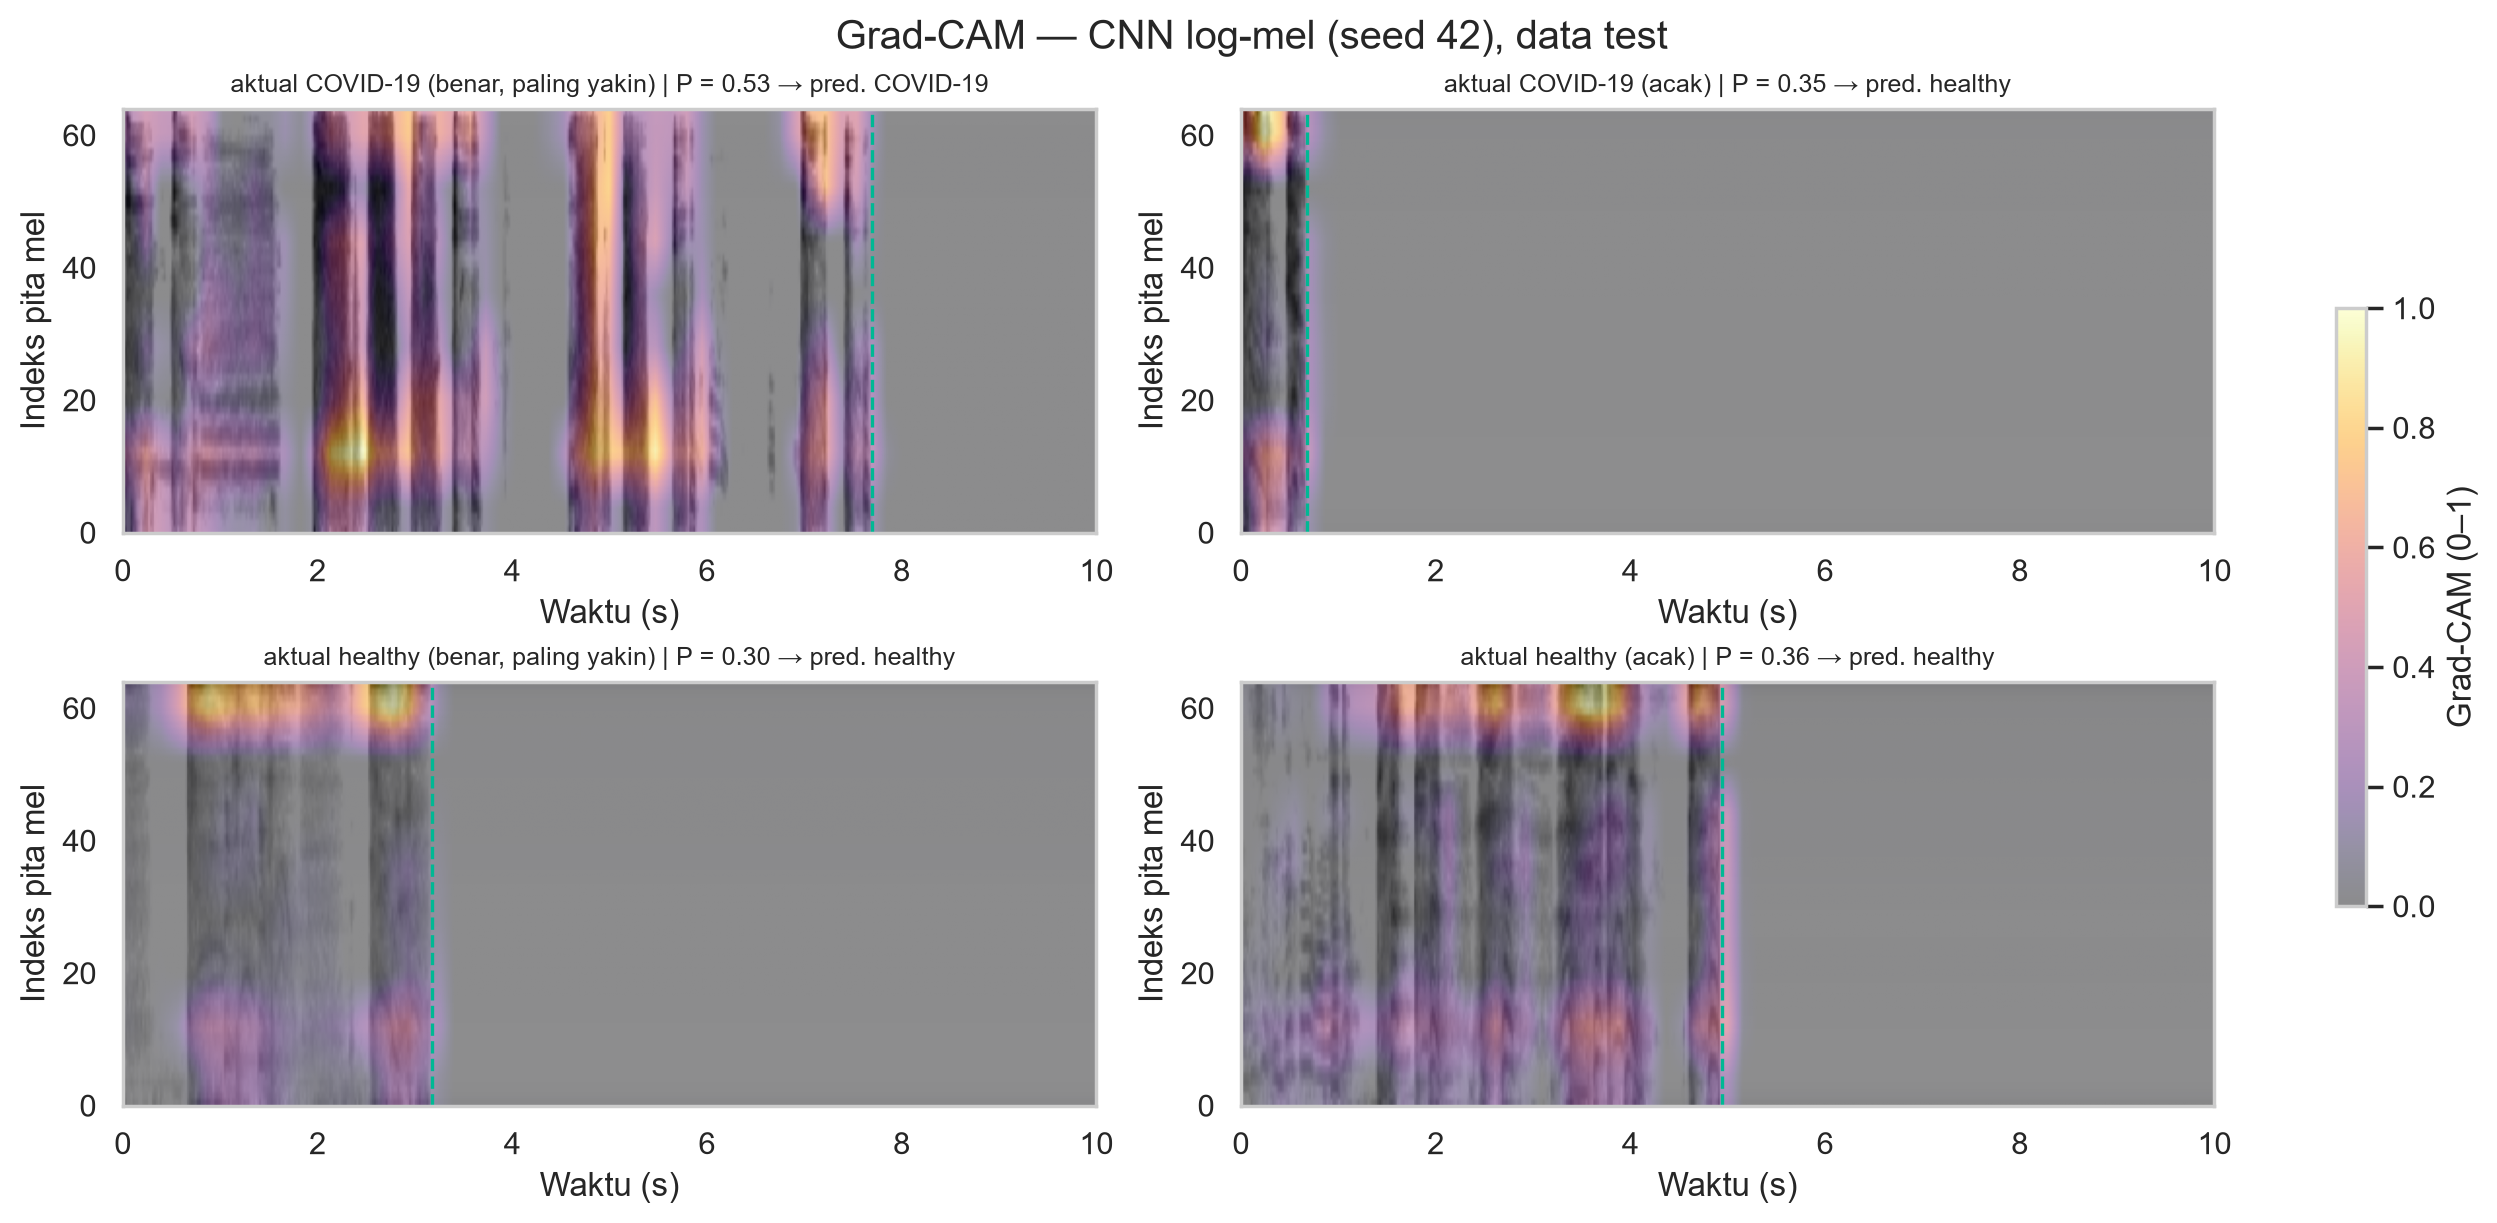 Grad-CAM — CNN log-mel (seed 42), data test
aktual COVID-19 (benar, paling yakin) | P = 0.53 → pred. COVID-19
60
40
20
0
Indeks pita mel
0 2 4 6 8 10
Waktu (s)
aktual COVID-19 (acak) | P = 0.35 → pred. healthy
60
40
20
0
Indeks pita mel
0 2 4 6 8 10
Waktu (s)
aktual healthy (benar, paling yakin) | P = 0.30 → pred. healthy
60
40
20
0
Indeks pita mel
0 2 4 6 8 10
Waktu (s)
aktual healthy (acak) | P = 0.36 → pred. healthy
60
40
20
0
Indeks pita mel
0 2 4 6 8 10
Waktu (s)
1.0
0.8
0.6
0.4
0.2
0.0
Grad-CAM (0–1)